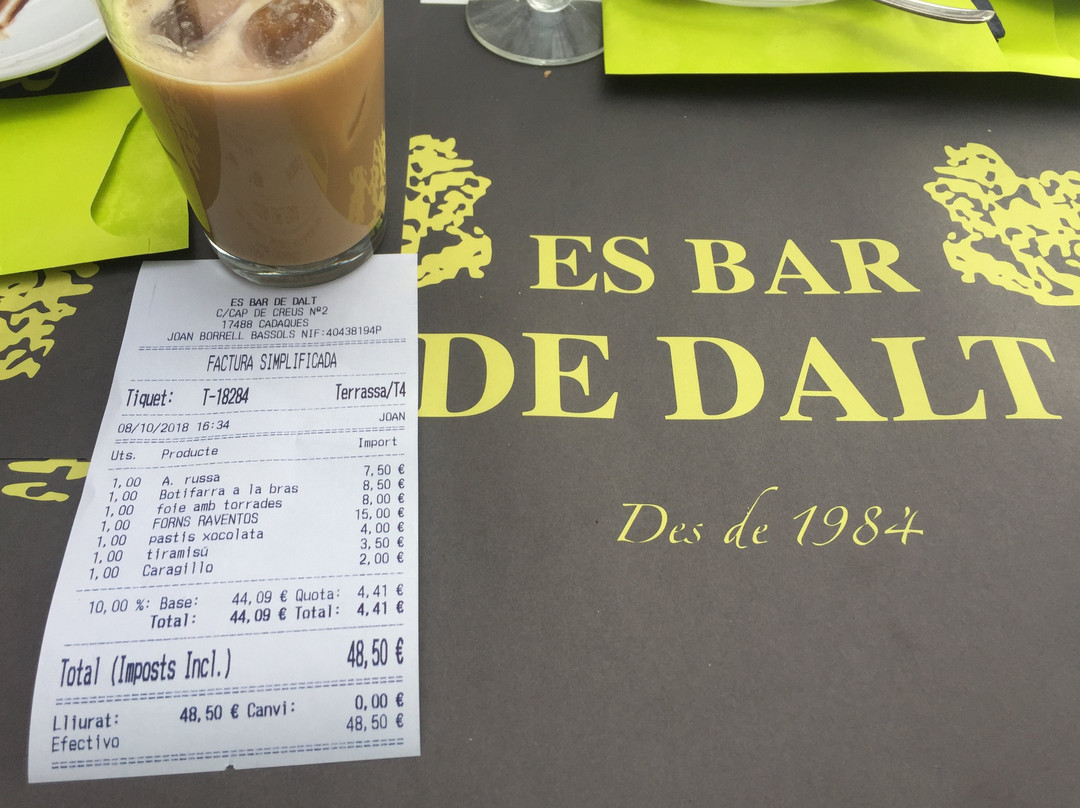 ES BAR DE DALT
C/CAP DE CREUS Nº2
17488 CADAQUES
JOAN BORRELL BASSOLS NIF:40438194P
FACTURA SIMPLIFICADA
Tiquet: T-18284 Terrassa/T4
08/10/2018 16:34 JOAN
Uts. Producte Import
1,00 A. russa 7,50 €
1,00 Botifarra a la bras 8,50 €
1,00 foie amb torrades 8,00 €
1,00 FORNS RAVENTOS 15,00 €
1,00 pastis xocolata 4,00 €
1,00 tiramisú 3,50 €
1,00 Caragillo 2,00 €
10,00 %: Base: 44,09 € Quota: 4,41 €
Total: 44,09 € Total: 4,41 €
Total (Imposts Incl.) 48,50 €
Lliurat: 48,50 € Canvi: 0,00 €
Efectivo 48,50 €
ES BAR
DE DALT
Des de 1984